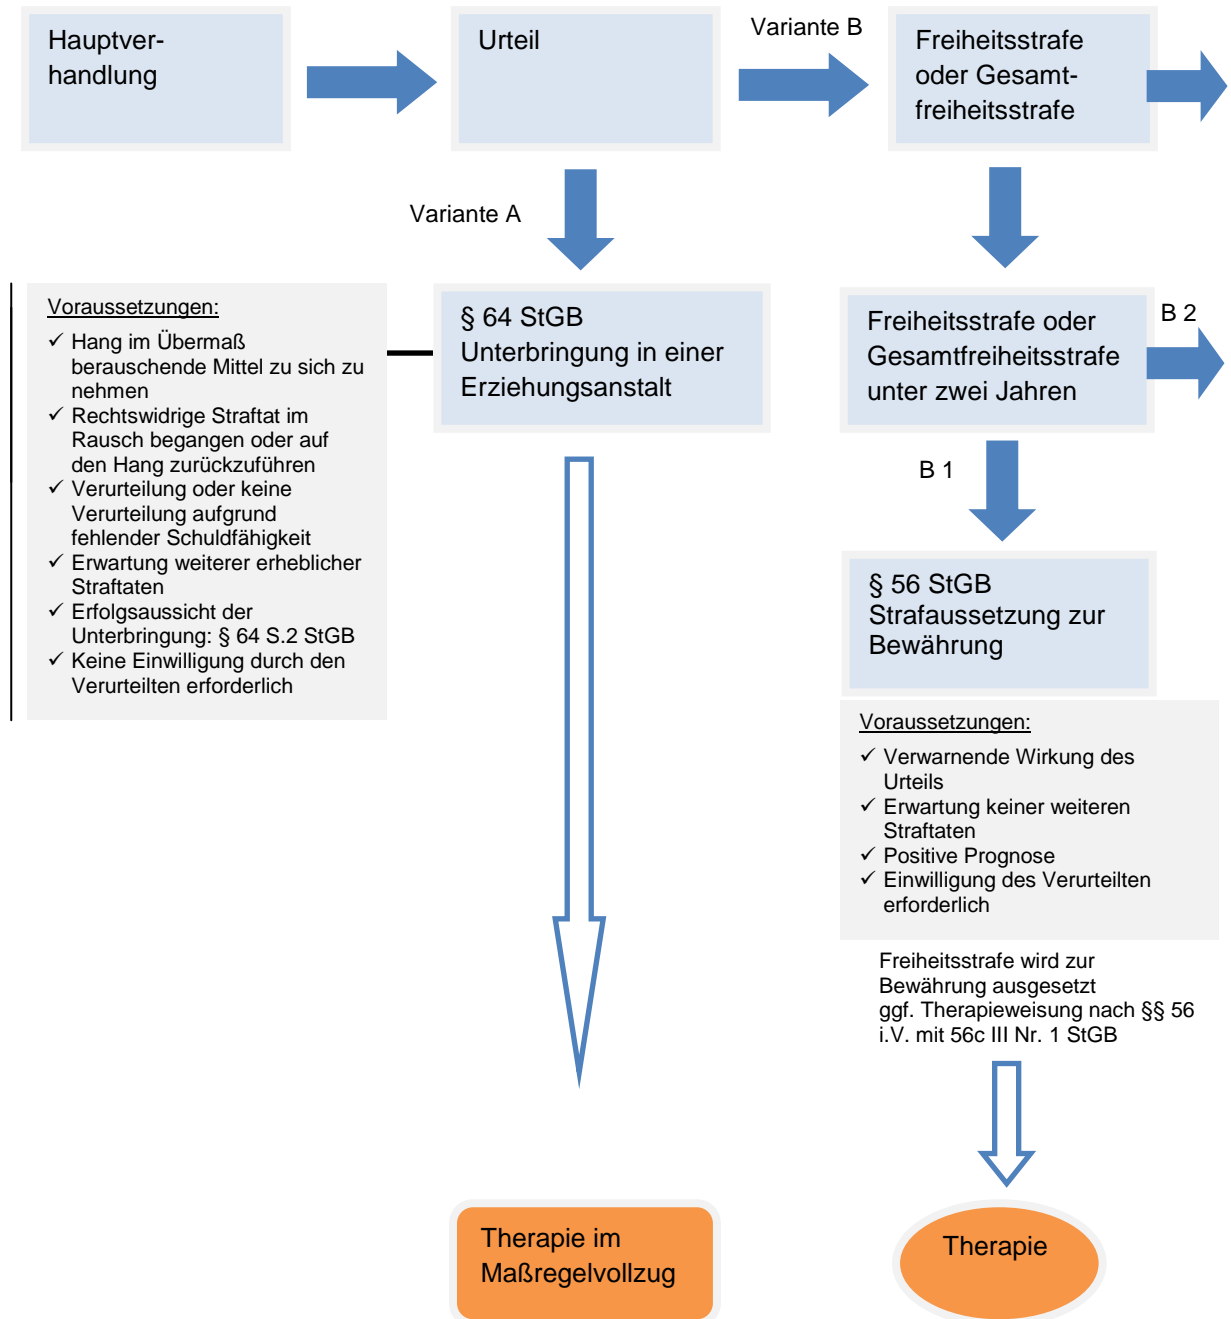 Hauptver-
handlung
Urteil
Variante B
Freiheitsstrafe
oder Gesamt-
freiheitsstrafe
Variante A
Voraussetzungen:
✓ Hang im Übermaß
berauschende Mittel zu sich zu
nehmen
✓ Rechtswidrige Straftat im
Rausch begangen oder auf
den Hang zurückzuführen
✓ Verurteilung oder keine
Verurteilung aufgrund
fehlender Schuldfähigkeit
✓ Erwartung weiterer erheblicher
Straftaten
✓ Erfolgsaussicht der
Unterbringung: § 64 S.2 StGB
✓ Keine Einwilligung durch den
Verurteilten erforderlich
§ 64 StGB
Unterbringung in einer
Erziehungsanstalt
Freiheitsstrafe oder
Gesamtfreiheitsstrafe
unter zwei Jahren
B 2
B 1
§ 56 StGB
Strafaussetzung zur
Bewährung
Voraussetzungen:
✓ Verwarnende Wirkung des
Urteils
✓ Erwartung keiner weiteren
Straftaten
✓ Positive Prognose
✓ Einwilligung des Verurteilten
erforderlich
Freiheitsstrafe wird zur
Bewährung ausgesetzt
ggf. Therapieweisung nach §§ 56
i.V. mit 56c III Nr. 1 StGB
Therapie im
Maßregelvollzug
Therapie